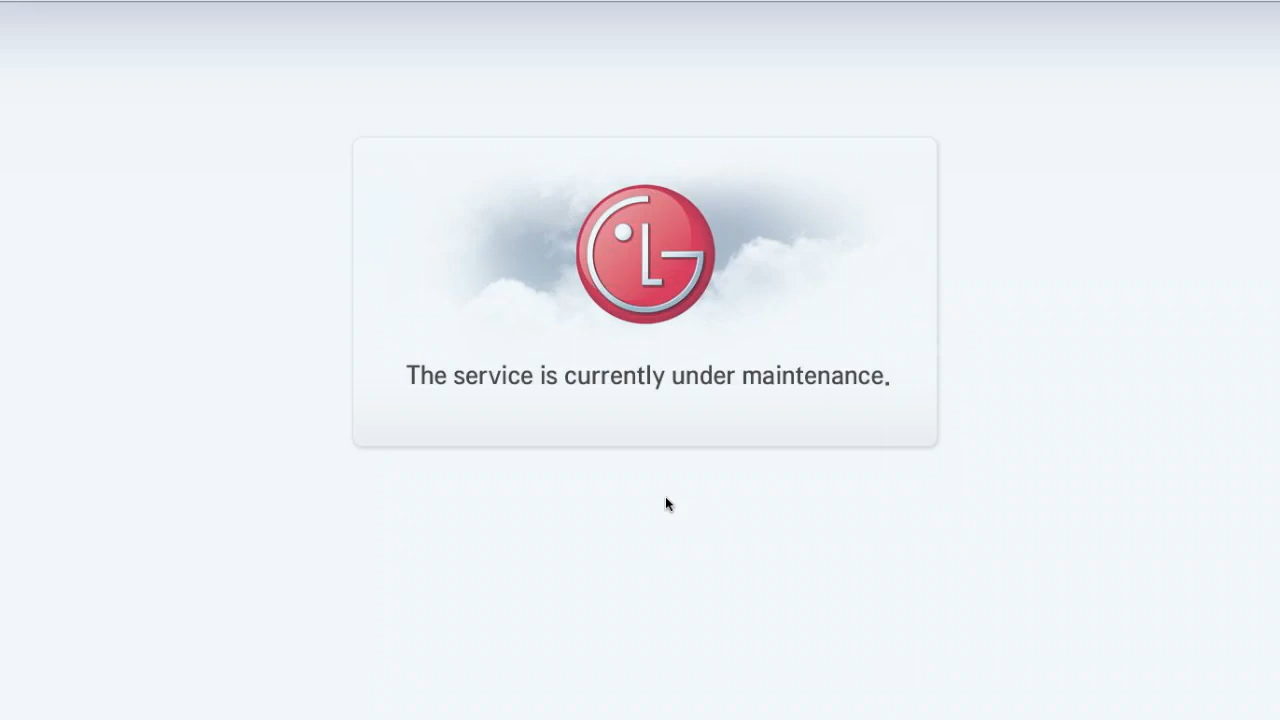 LG
The service is currently under maintenance.